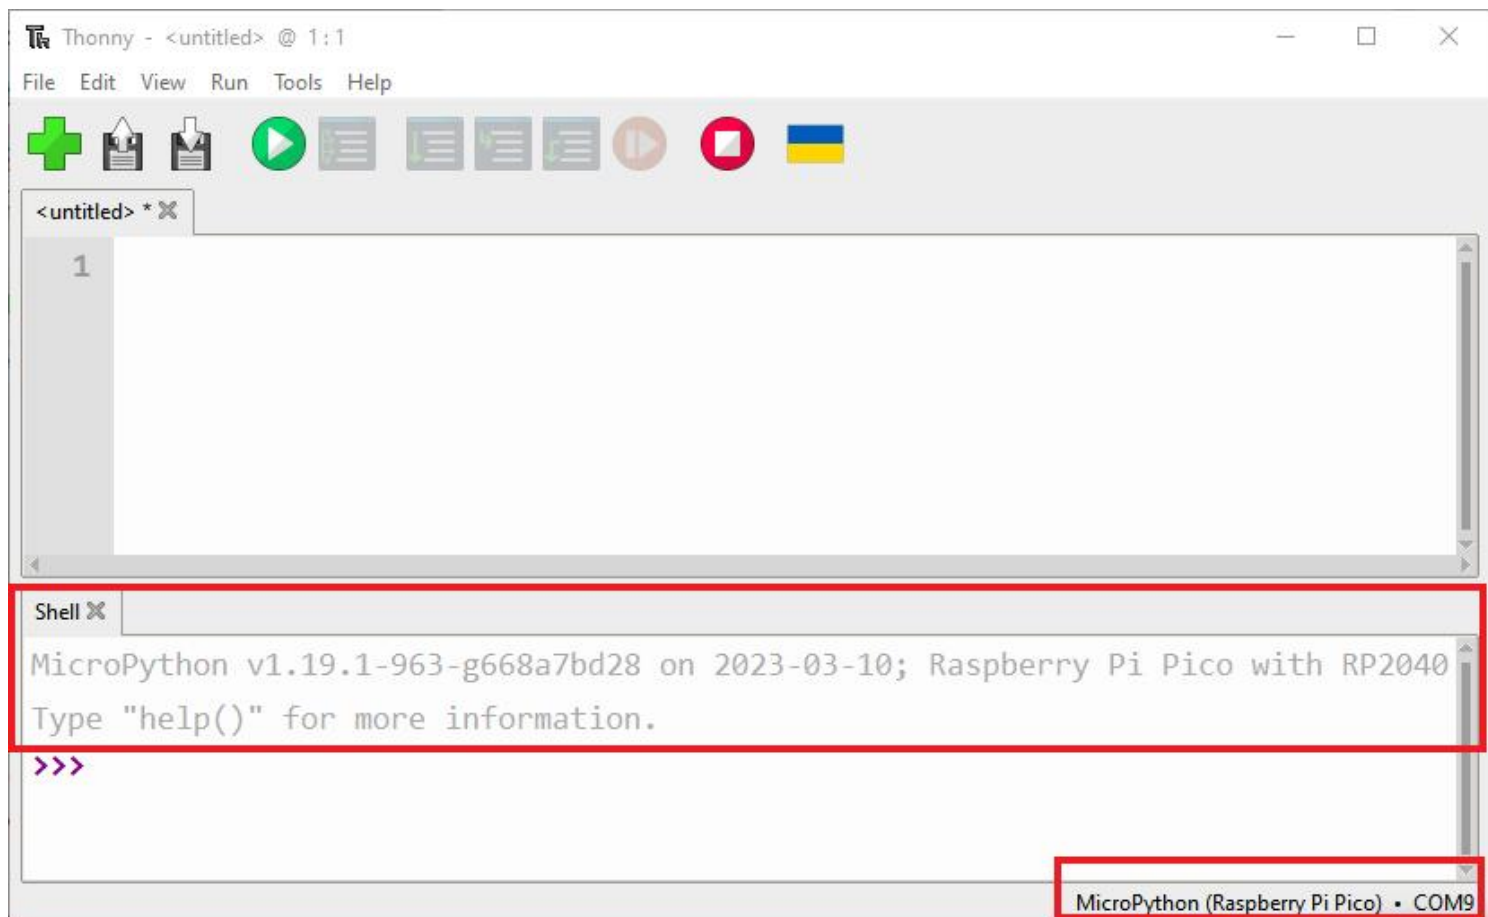 Thonny - <untitled> @ 1:1
File Edit View Run Tools Help
<untitled> *
1
Shell
MicroPython v1.19.1-963-g668a7bd28 on 2023-03-10; Raspberry Pi Pico with RP2040
Type "help()" for more information.
>>>
MicroPython (Raspberry Pi Pico) • COM9